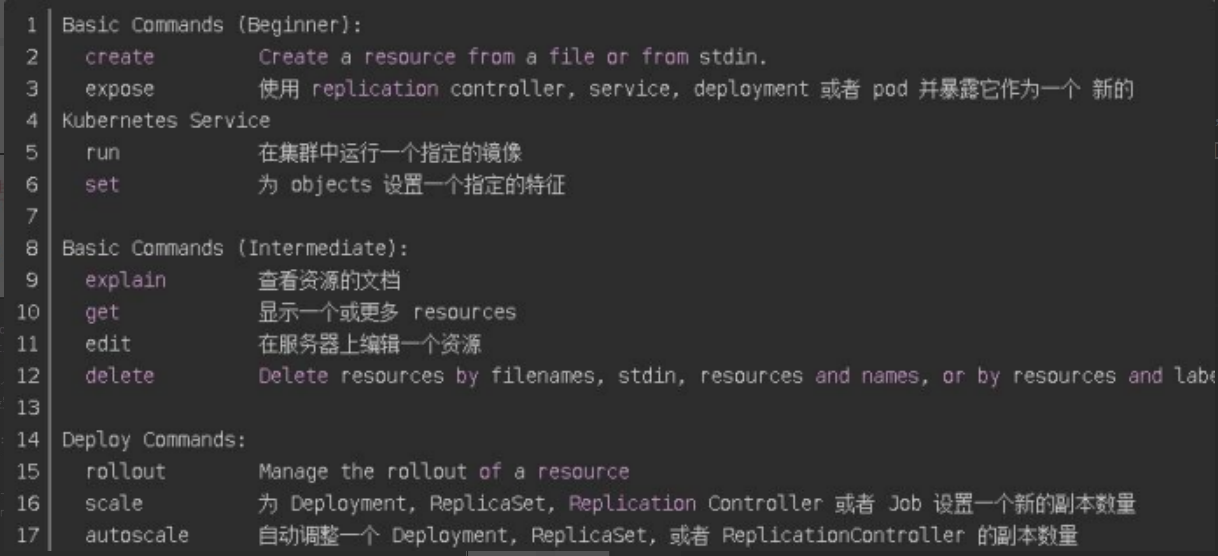 1 Basic Commands (Beginner):
2 create Create a resource from a file or from stdin.
3 expose 使用 replication controller, service, deployment 或者 pod 并暴露它作为一个 新的
4 Kubernetes Service
5 run 在集群中运行一个指定的镜像
6 set 为 objects 设置一个指定的特征
7
8 Basic Commands (Intermediate):
9 explain 查看资源的文档
10 get 显示一个或更多 resources
11 edit 在服务器上编辑一个资源
12 delete Delete resources by filenames, stdin, resources and names, or by resources and labe
13
14 Deploy Commands:
15 rollout Manage the rollout of a resource
16 scale 为 Deployment, ReplicaSet, Replication Controller 或者 Job 设置一个新的副本数量
17 autoscale 自动调整一个 Deployment, ReplicaSet, 或者 ReplicationController 的副本数量